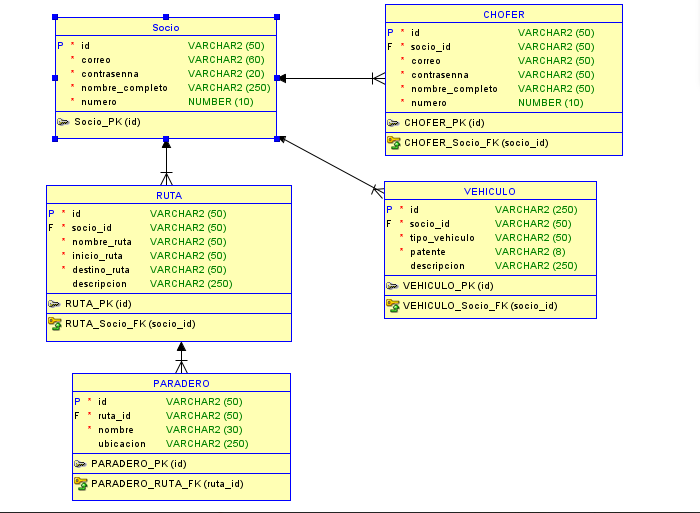 Socio
P * id VARCHAR2 (50)
* correo VARCHAR2 (60)
* contrasenna VARCHAR2 (20)
* nombre_completo VARCHAR2 (250)
* numero NUMBER (10)
Socio_PK (id)
CHOFER
P * id VARCHAR2 (50)
F * socio_id VARCHAR2 (50)
* correo VARCHAR2 (50)
* contrasenna VARCHAR2 (50)
* nombre_completo VARCHAR2 (50)
* numero NUMBER (10)
CHOFER_PK (id)
CHOFER_Socio_FK (socio_id)
RUTA
P * id VARCHAR2 (50)
F * socio_id VARCHAR2 (50)
* nombre_ruta VARCHAR2 (50)
* inicio_ruta VARCHAR2 (50)
* destino_ruta VARCHAR2 (50)
descripcion VARCHAR2 (250)
RUTA_PK (id)
RUTA_Socio_FK (socio_id)
VEHICULO
P * id VARCHAR2 (250)
F * socio_id VARCHAR2 (50)
* tipo_vehiculo VARCHAR2 (50)
* patente VARCHAR2 (8)
descripcion VARCHAR2 (250)
VEHICULO_PK (id)
VEHICULO_Socio_FK (socio_id)
PARADERO
P * id VARCHAR2 (50)
F * ruta_id VARCHAR2 (50)
* nombre VARCHAR2 (30)
ubicacion VARCHAR2 (250)
PARADERO_PK (id)
PARADERO_RUTA_FK (ruta_id)